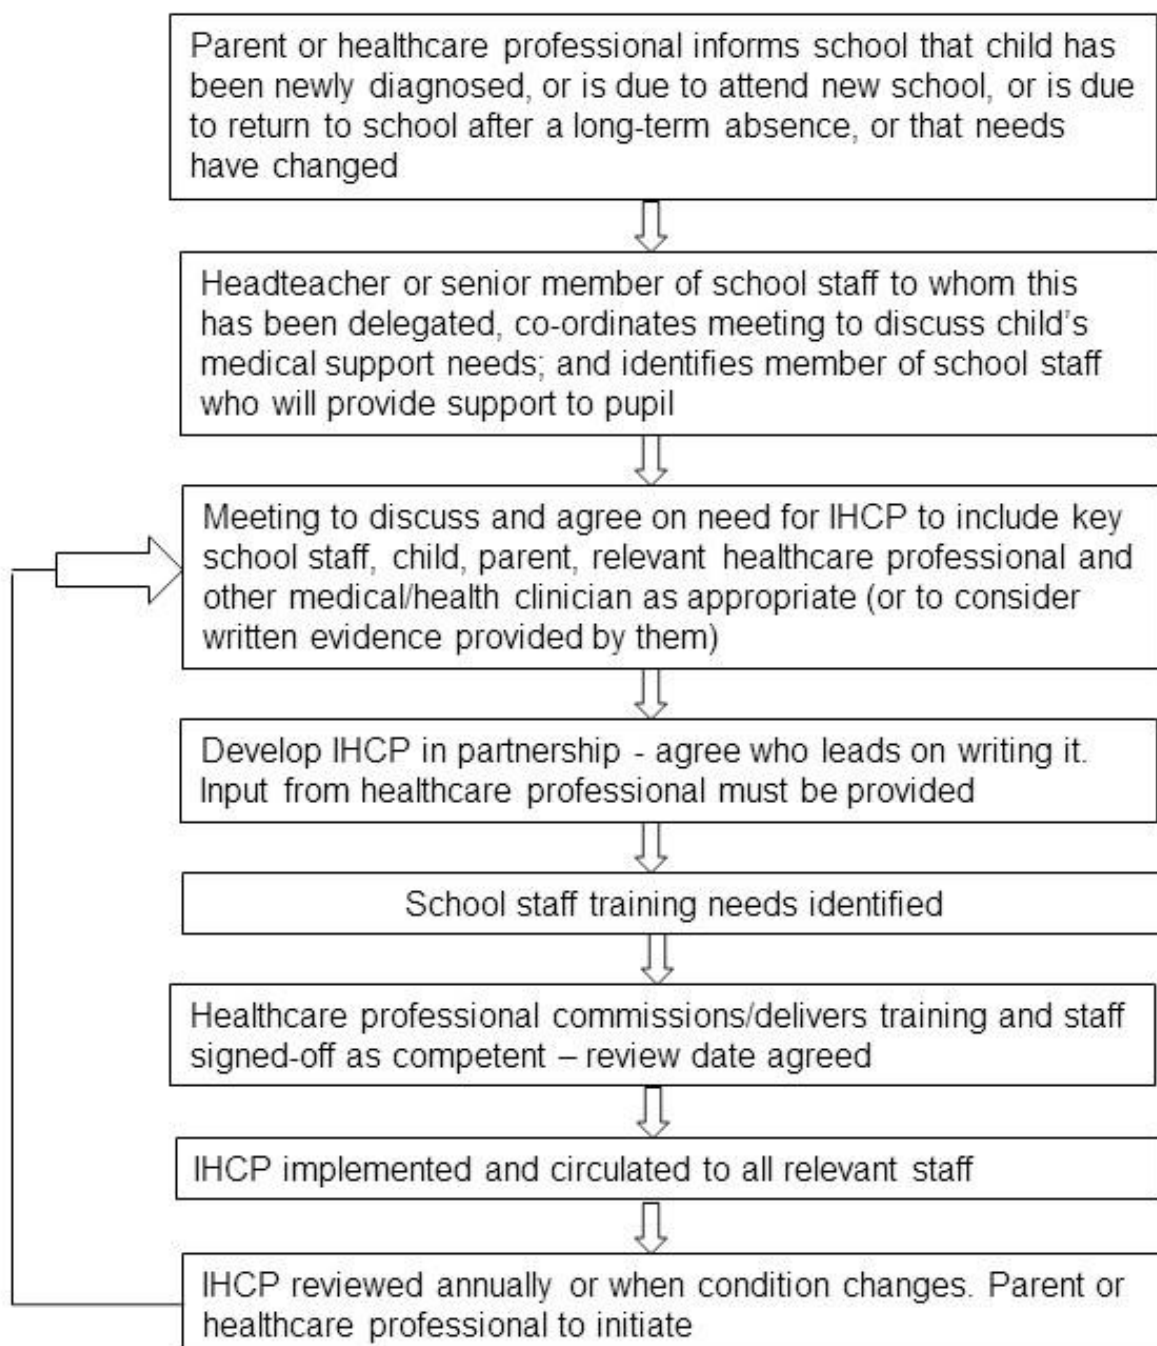 Parent or healthcare professional informs school that child has
been newly diagnosed, or is due to attend new school, or is due
to return to school after a long-term absence, or that needs
have changed
Headteacher or senior member of school staff to whom this
has been delegated, co-ordinates meeting to discuss child's
medical support needs; and identifies member of school staff
who will provide support to pupil
Meeting to discuss and agree on need for IHCP to include key
school staff, child, parent, relevant healthcare professional and
other medical/health clinician as appropriate (or to consider
written evidence provided by them)
Develop IHCP in partnership - agree who leads on writing it.
Input from healthcare professional must be provided
School staff training needs identified
Healthcare professional commissions/delivers training and staff
signed-off as competent – review date agreed
IHCP implemented and circulated to all relevant staff
IHCP reviewed annually or when condition changes. Parent or
healthcare professional to initiate